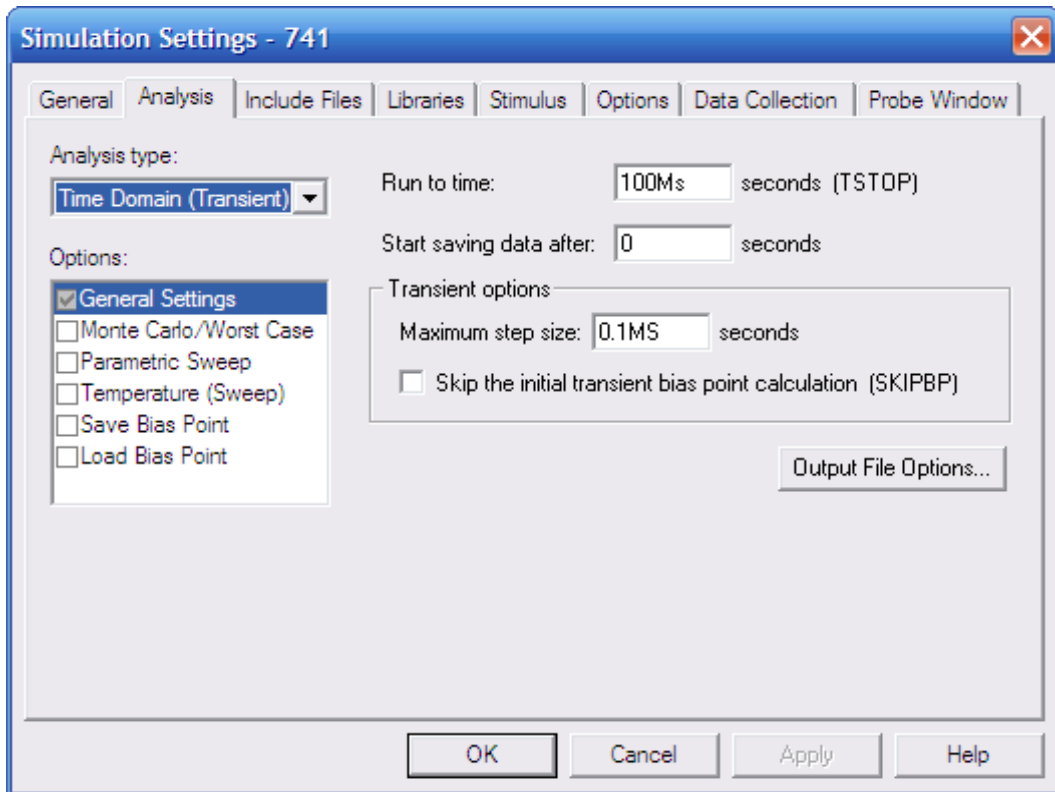 Simulation Settings - 741
General Analysis Include Files Libraries Stimulus Options Data Collection Probe Window
Analysis type:
Time Domain (Transient)
Options:
General Settings
Monte Carlo/Worst Case
Parametric Sweep
Temperature (Sweep)
Save Bias Point
Load Bias Point
Run to time: 100Ms seconds (TSTOP)
Start saving data after: 0 seconds
Transient options
Maximum step size: 0.1MS seconds
Skip the initial transient bias point calculation (SKIPBP)
Output File Options...
OK Cancel Apply Help